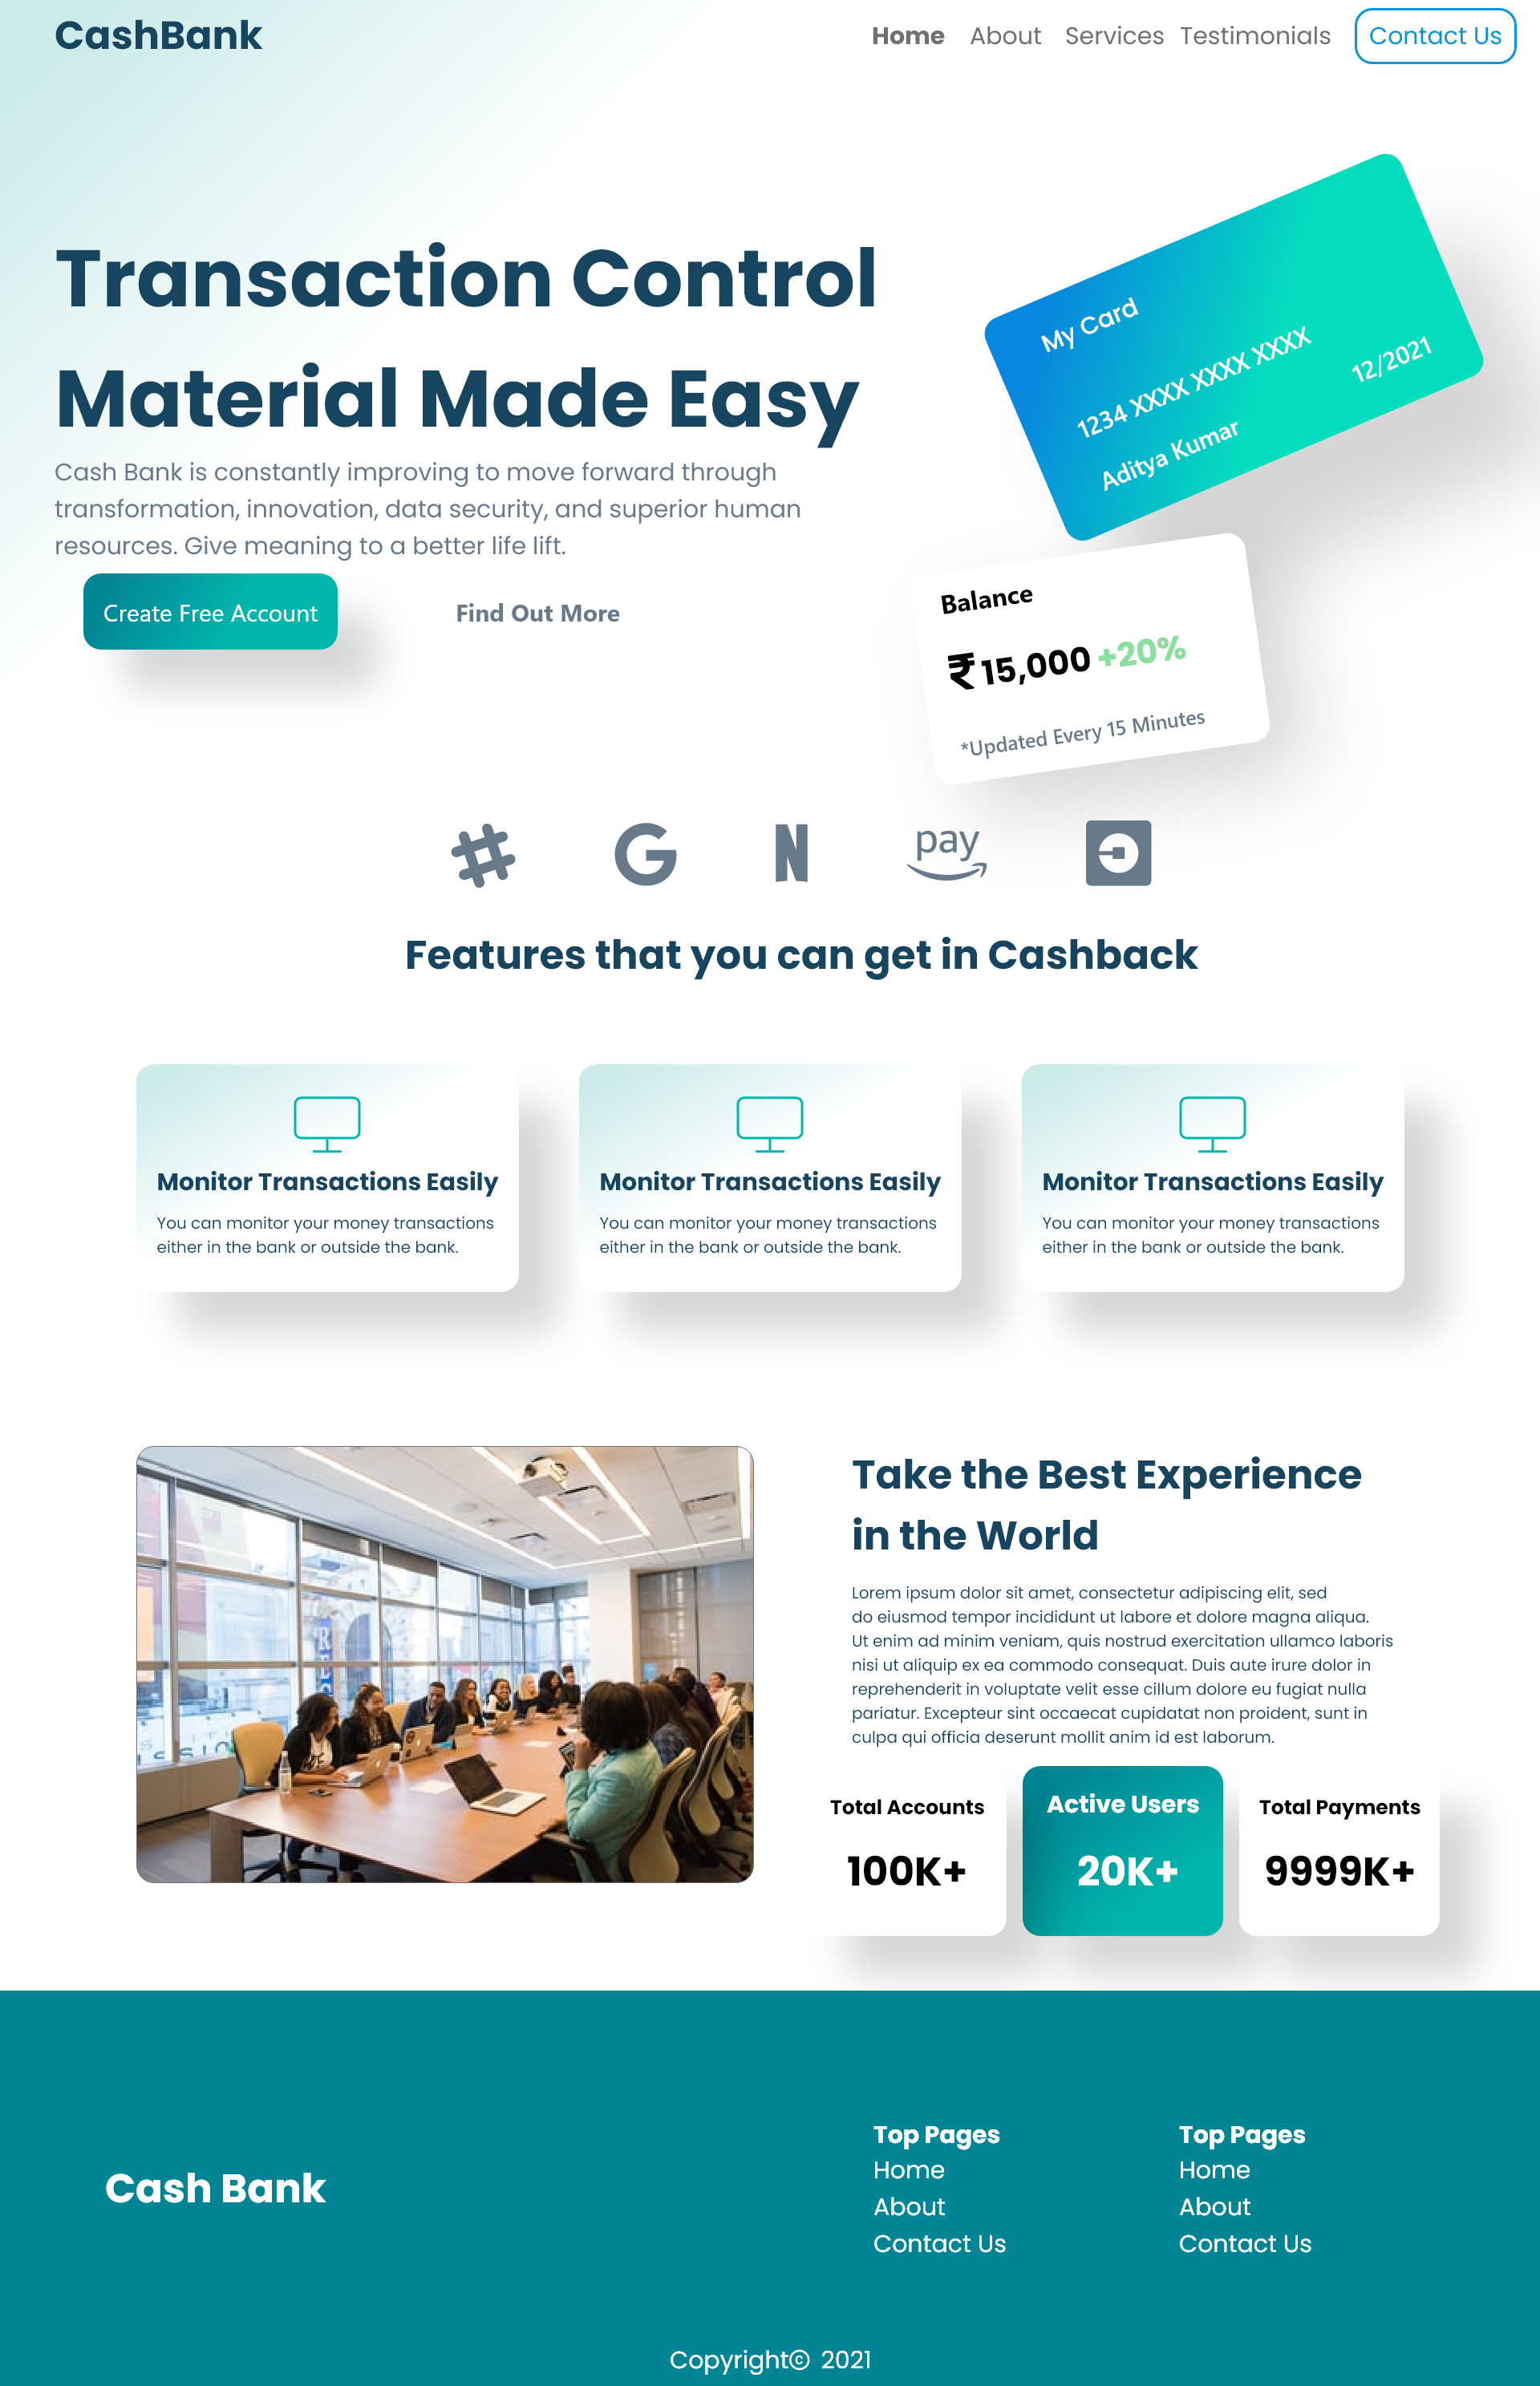 CashBank
Home About Services Testimonials Contact Us
Transaction Control
Material Made Easy
Cash Bank is constantly improving to move forward through
transformation, innovation, data security, and superior human
resources. Give meaning to a better life lift.
Create Free Account
Find Out More
My Card
1234 XXXX XXXX XXXX
12/2021
Aditya Kumar
Balance
₹ 15,000 +20%
*Updated Every 15 Minutes
G
N
pay
Features that you can get in Cashback
Monitor Transactions Easily
You can monitor your money transactions
either in the bank or outside the bank.
Monitor Transactions Easily
You can monitor your money transactions
either in the bank or outside the bank.
Monitor Transactions Easily
You can monitor your money transactions
either in the bank or outside the bank.
Take the Best Experience
in the World
Lorem ipsum dolor sit amet, consectetur adipiscing elit, sed
do eiusmod tempor incididunt ut labore et dolore magna aliqua.
Ut enim ad minim veniam, quis nostrud exercitation ullamco laboris
nisi ut aliquip ex ea commodo consequat. Duis aute irure dolor in
reprehenderit in voluptate velit esse cillum dolore eu fugiat nulla
pariatur. Excepteur sint occaecat cupidatat non proident, sunt in
culpa qui officia deserunt mollit anim id est laborum.
Total Accounts
100K+
Active Users
20K+
Total Payments
9999K+
Cash Bank
Top Pages
Home
About
Contact Us
Top Pages
Home
About
Contact Us
Copyright© 2021